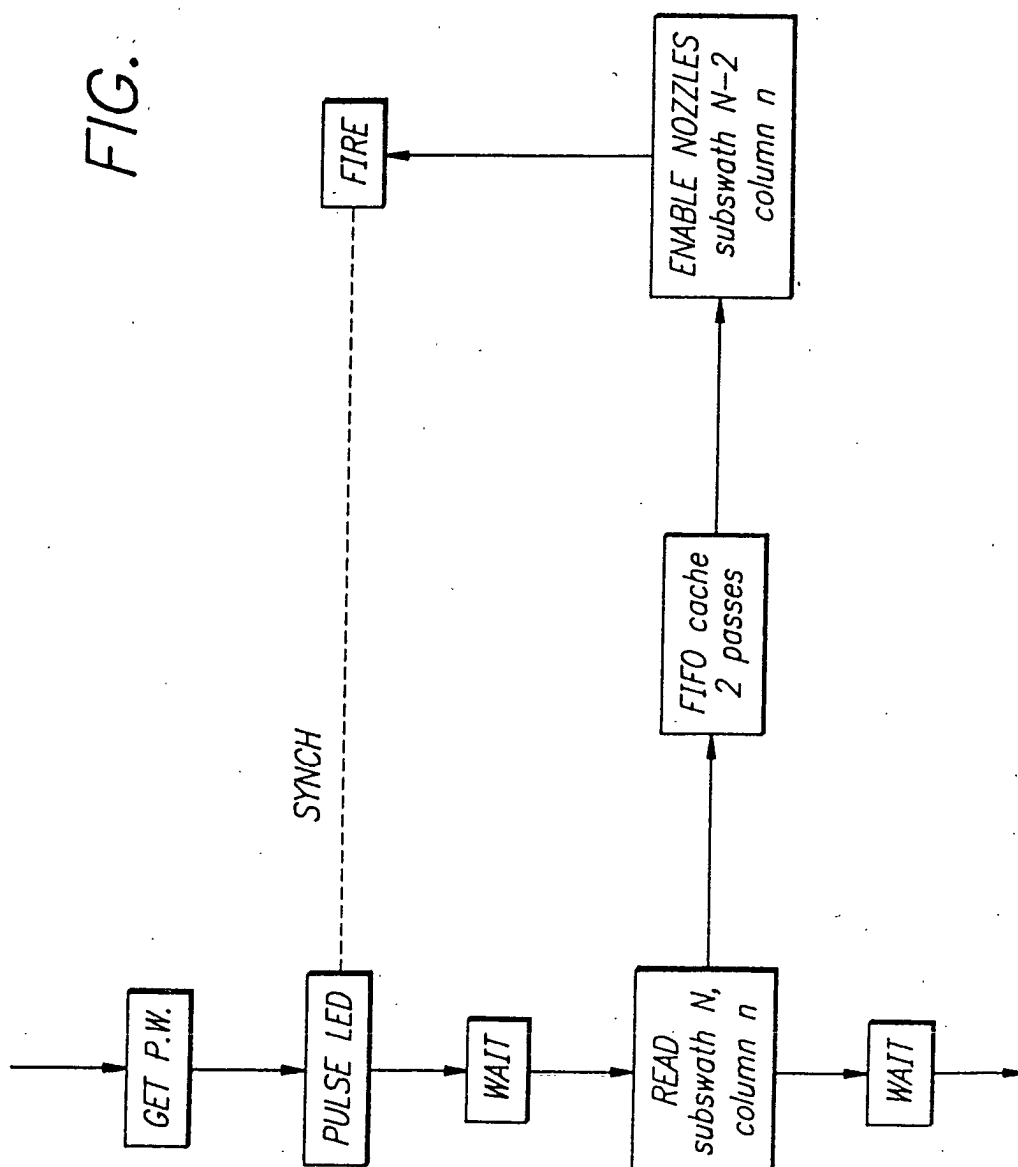 FIG.
GET P.W.
PULSE LED
WAIT
READ
subswath N,
column n
WAIT
SYNCH
FIFO cache
2 passes
FIRE
ENABLE NOZZLES
subswath N-2
column n